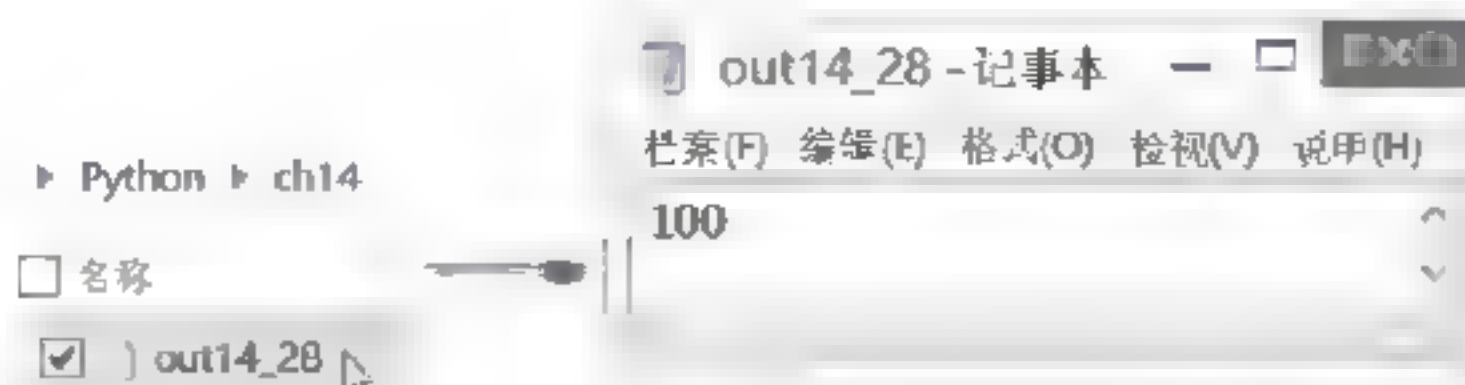 out14_28 - 记事本
档案(F) 编辑(E) 格式(O) 检视(V) 说明(H)
Python ch14
100
名称
out14_28